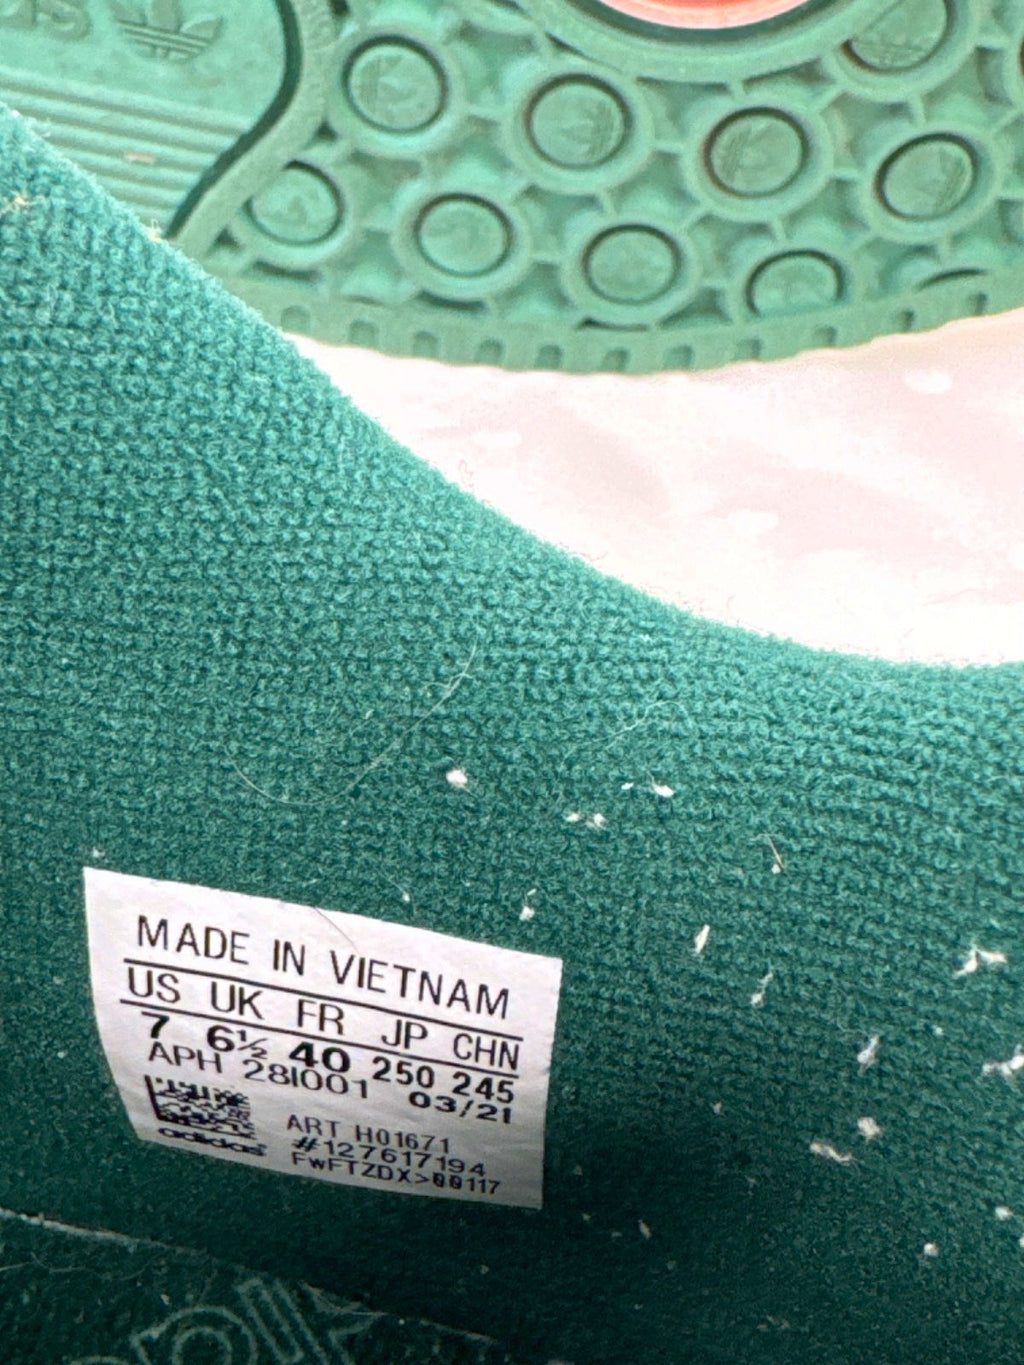 MADE IN VIETNAM
US UK FR JP CHN
7 6½ 40 250 245
APH 281001 03/21
ART H01671
#127617194
adidas
FWFTZDX>00117